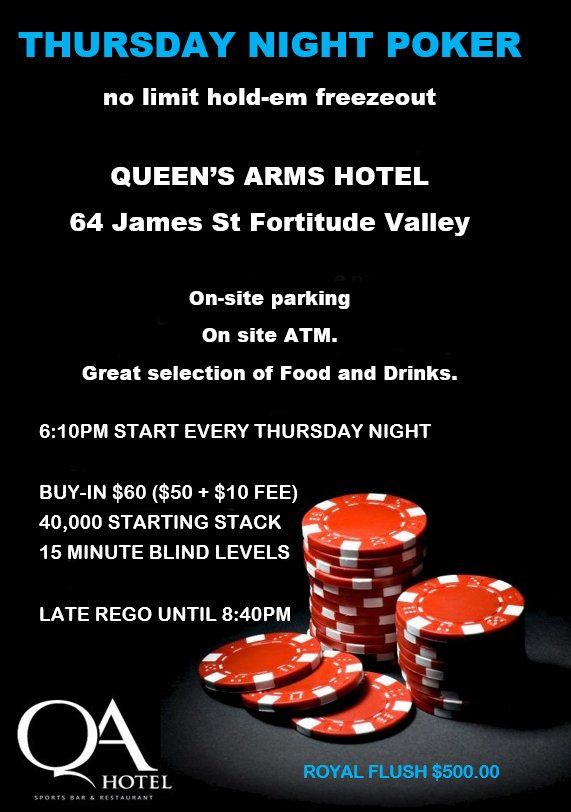 THURSDAY NIGHT POKER
no limit hold-em freezeout
QUEEN’S ARMS HOTEL
64 James St Fortitude Valley
On-site parking
On site ATM.
Great selection of Food and Drinks.
6:10PM START EVERY THURSDAY NIGHT
BUY-IN $60 ($50 + $10 FEE)
40,000 STARTING STACK
15 MINUTE BLIND LEVELS
LATE REGO UNTIL 8:40PM
QA
HOTEL
SPORTS BAR & RESTAURANT
ROYAL FLUSH $500.00